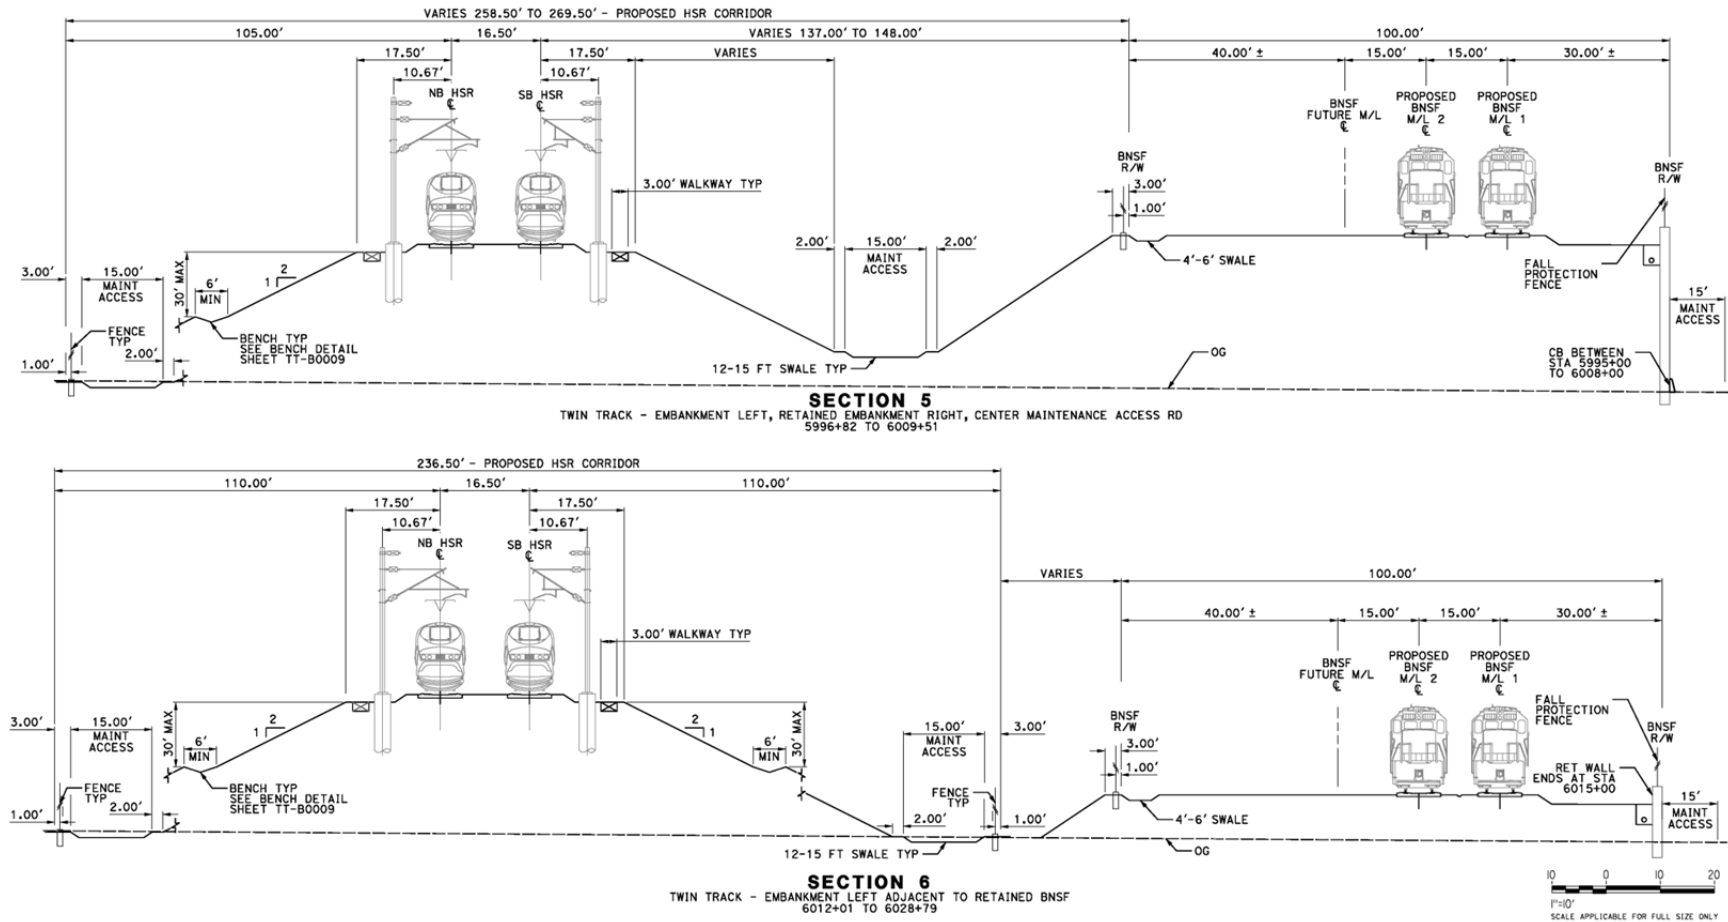 VARIES 258.50' TO 269.50' - PROPOSED HSR CORRIDOR
105.00'
16.50'
VARIES 137.00' TO 148.00'
100.00'
17.50'
17.50'
VARIES
40.00' ±
15.00'
15.00'
30.00' ±
10.67'
10.67'
NB HSR
℄
SB HSR
℄
BNSF
FUTURE M/L
℄
PROPOSED
BNSF
M/L 2
℄
PROPOSED
BNSF
M/L 1
℄
BNSF
R/W
BNSF
R/W
3.00' WALKWAY TYP
3.00'
1.00'
2.00'
15.00'
2.00'
MAINT
ACCESS
4'-6' SWALE
FALL
PROTECTION
FENCE
3.00'
15.00'
MAINT
ACCESS
30' MAX
6'
MIN
2
1
15'
MAINT
ACCESS
FENCE
TYP
2.00'
1.00'
BENCH TYP
SEE BENCH DETAIL
SHEET TT-B0009
12-15 FT SWALE TYP
OG
CB BETWEEN
STA 5995+00
TO 6008+00
SECTION 5
TWIN TRACK - EMBANKMENT LEFT, RETAINED EMBANKMENT RIGHT, CENTER MAINTENANCE ACCESS RD
5996+82 TO 6009+51
236.50' - PROPOSED HSR CORRIDOR
110.00'
16.50'
110.00'
17.50'
17.50'
10.67'
10.67'
NB HSR
℄
SB HSR
℄
VARIES
100.00'
40.00' ±
15.00'
15.00'
30.00' ±
3.00' WALKWAY TYP
BNSF
FUTURE M/L
℄
PROPOSED
BNSF
M/L 2
℄
PROPOSED
BNSF
M/L 1
℄
FALL
PROTECTION
FENCE
BNSF
R/W
BNSF
R/W
3.00'
15.00'
MAINT
ACCESS
30' MAX
6'
MIN
2
1
2
1
6'
MIN
30' MAX
15.00'
MAINT
ACCESS
3.00'
3.00'
1.00'
RET WALL
ENDS AT STA
6015+00
FENCE
TYP
2.00'
1.00'
BENCH TYP
SEE BENCH DETAIL
SHEET TT-B0009
FENCE
TYP
2.00'
1.00'
4'-6' SWALE
15'
MAINT
ACCESS
12-15 FT SWALE TYP
OG
SECTION 6
TWIN TRACK - EMBANKMENT LEFT ADJACENT TO RETAINED BNSF
6012+01 TO 6028+79
10
0
10
20
1"=10'
SCALE APPLICABLE FOR FULL SIZE ONLY